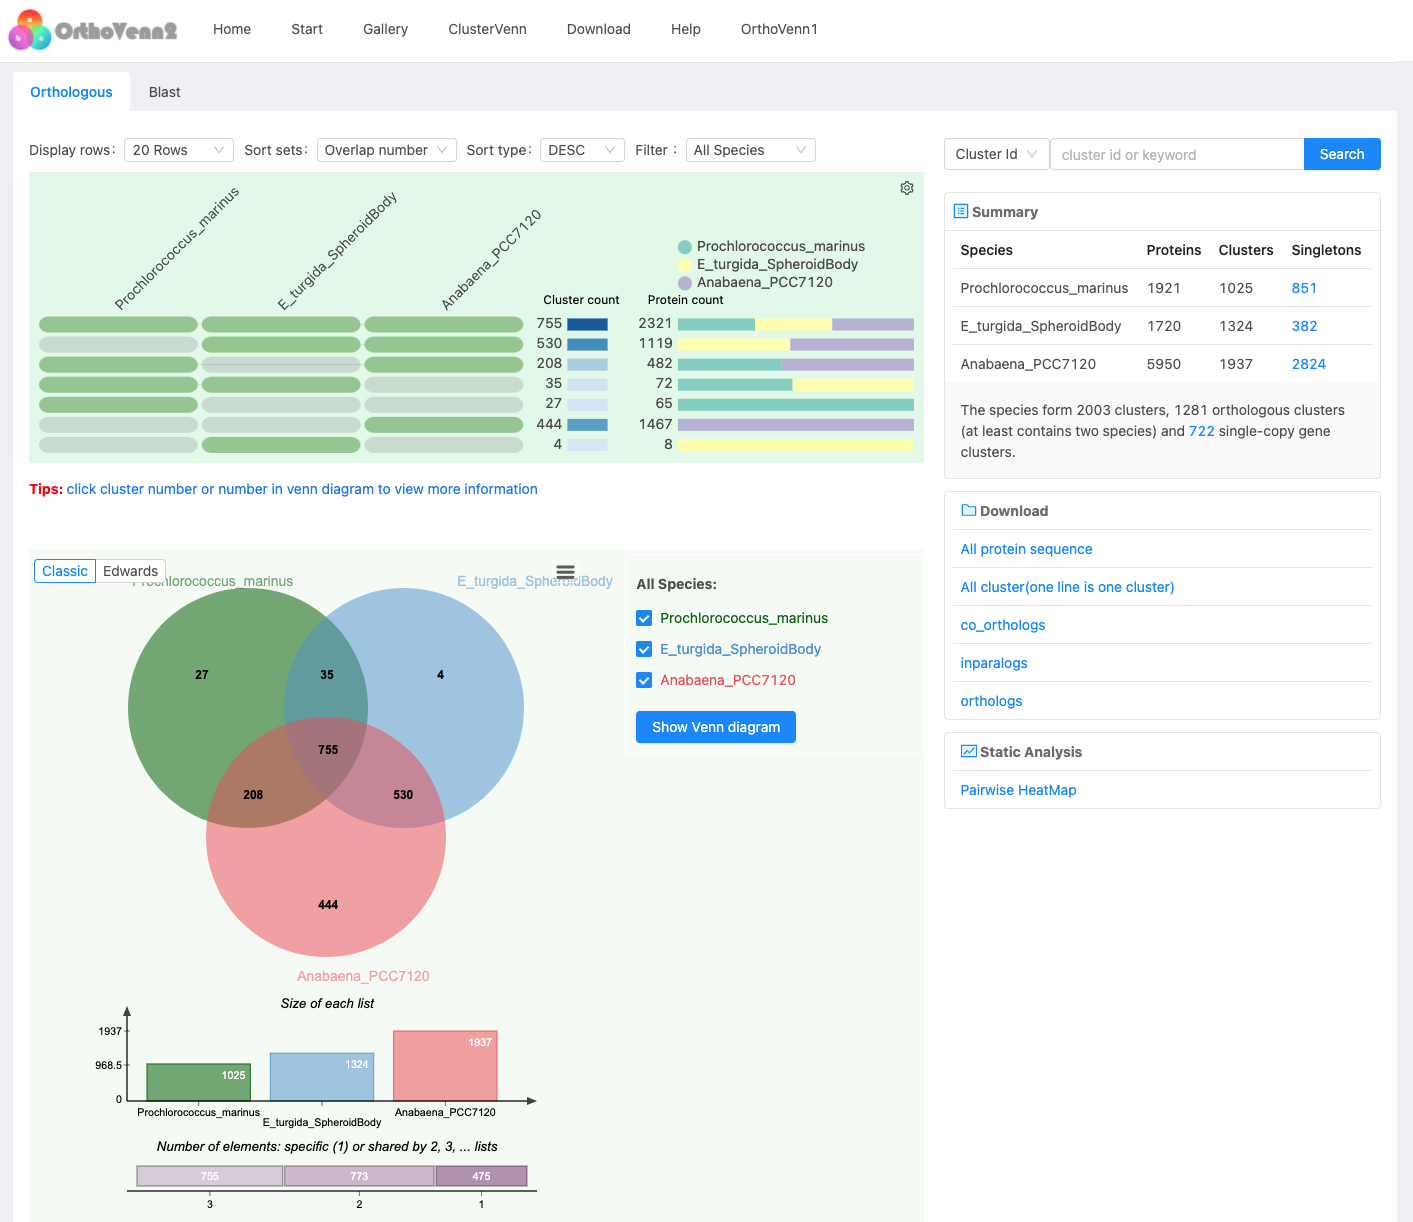 OrthoVenn2
Home Start Gallery ClusterVenn Download Help OrthoVenn1
Orthologous Blast
Display rows: 20 Rows Sort sets: Overlap number Sort type: DESC Filter : All Species
Prochlorococcus_marinus
E_turgida_SpheroidBody
Anabaena_PCC7120
Prochlorococcus_marinus
E_turgida_SpheroidBody
Anabaena_PCC7120
Cluster count Protein count
755 2321
530 1119
208 482
35 72
27 65
444 1467
4 8
Tips: click cluster number or number in venn diagram to view more information
Classic Edwards
Prochlorococcus_marinus E_turgida_SpheroidBody
27 35 4
755
208 530
444
Anabaena_PCC7120
All Species:
Prochlorococcus_marinus
E_turgida_SpheroidBody
Anabaena_PCC7120
Show Venn diagram
Size of each list
1937
968.5
0
1025 1324 1937
Prochlorococcus_marinus E_turgida_SpheroidBody Anabaena_PCC7120
Number of elements: specific (1) or shared by 2, 3, ... lists
755 773 475
3 2 1
Cluster Id cluster id or keyword Search
Summary
Species Proteins Clusters Singletons
Prochlorococcus_marinus 1921 1025 851
E_turgida_SpheroidBody 1720 1324 382
Anabaena_PCC7120 5950 1937 2824
The species form 2003 clusters, 1281 orthologous clusters
(at least contains two species) and 722 single-copy gene
clusters.
Download
All protein sequence
All cluster(one line is one cluster)
co_orthologs
inparalogs
orthologs
Static Analysis
Pairwise HeatMap